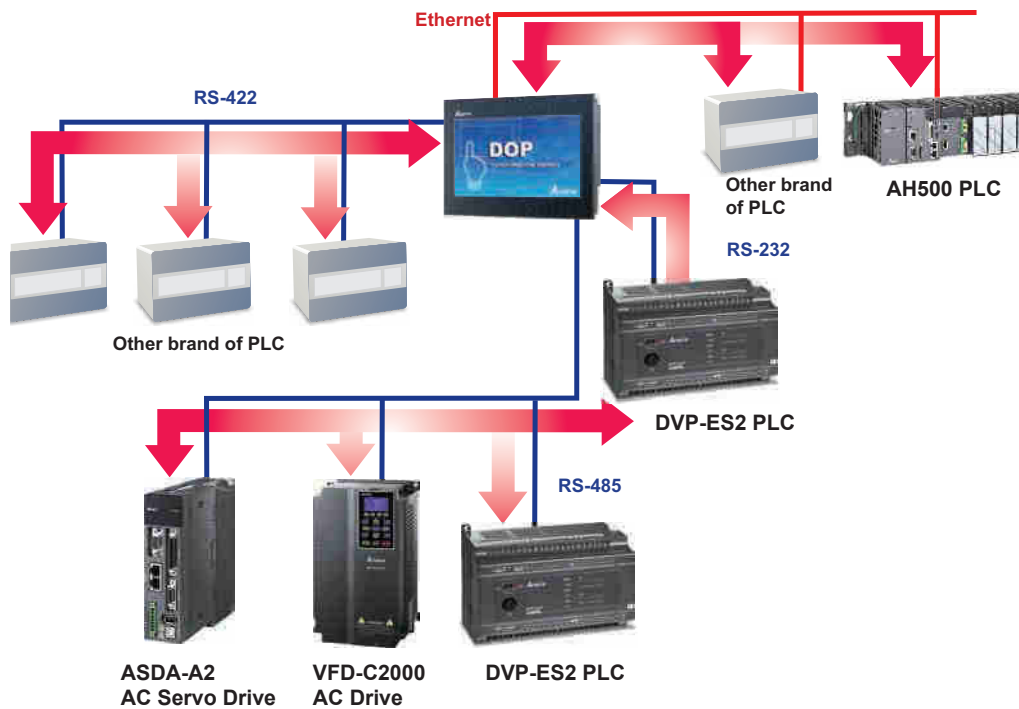 Ethernet
RS-422
DOP
Other brand
of PLC
AH500 PLC
RS-232
Other brand of PLC
DVP-ES2 PLC
RS-485
ASDA-A2
AC Servo Drive
VFD-C2000
AC Drive
DVP-ES2 PLC